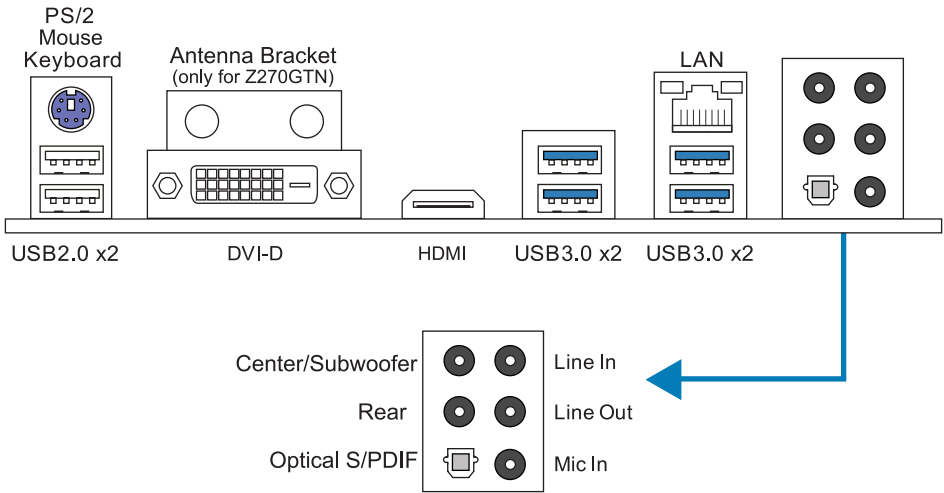 PS/2
Mouse
Keyboard
Antenna Bracket
(only for Z270GTN)
LAN
USB2.0 x2
DVI-D
HDMI
USB3.0 x2
USB3.0 x2
Center/Subwoofer
Line In
Rear
Line Out
Optical S/PDIF
Mic In